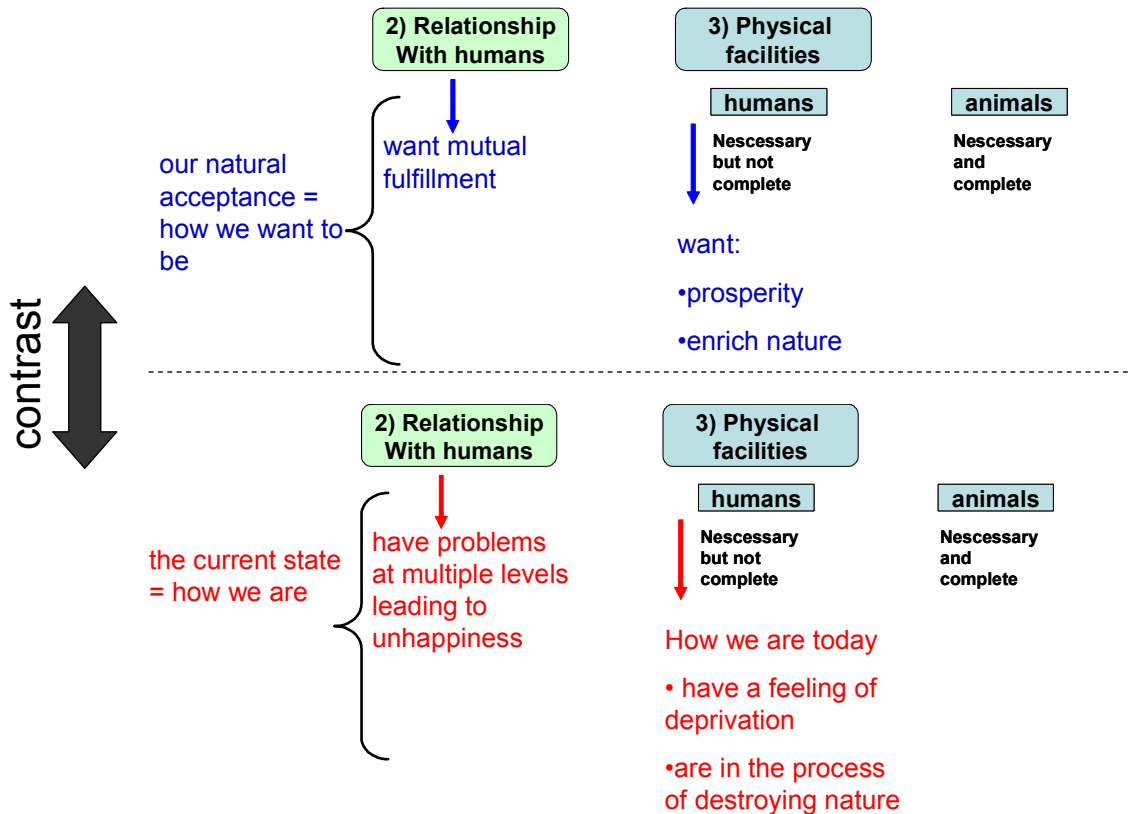 2) Relationship
With humans
3) Physical
facilities
humans
animals
Nescessary
but not
complete
Nescessary
and
complete
our natural
acceptance =
how we want to
be
want mutual
fulfillment
want:
•prosperity
•enrich nature
contrast
2) Relationship
With humans
3) Physical
facilities
humans
animals
Nescessary
but not
complete
Nescessary
and
complete
the current state
= how we are
have problems
at multiple levels
leading to
unhappiness
How we are today
• have a feeling of
deprivation
•are in the process
of destroying nature